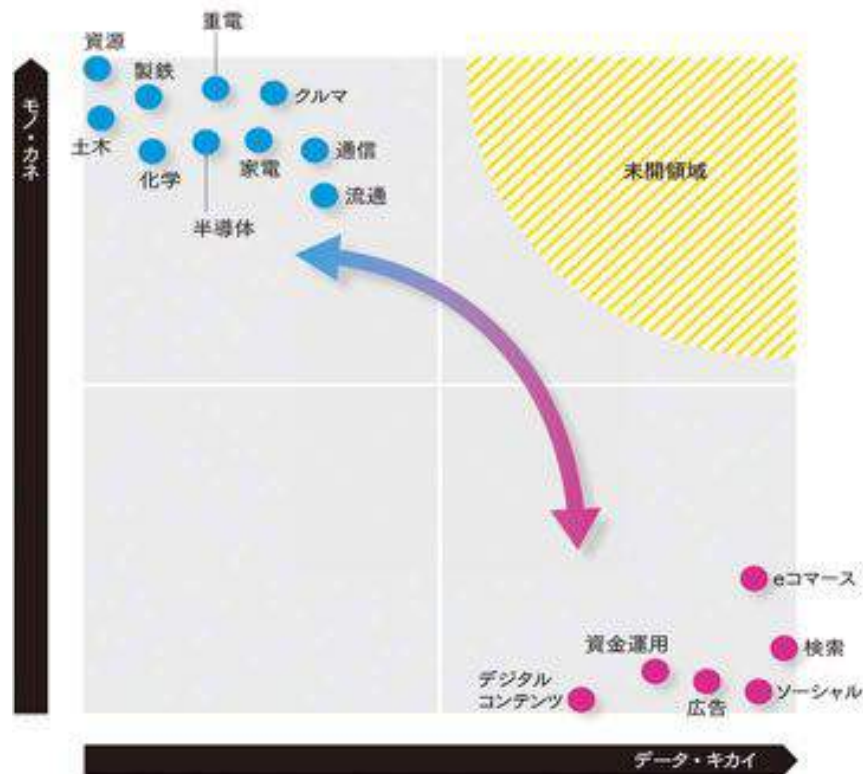 重電
資源
製鉄
クルマ
土木
化学
家電
通信
流通
半導体
モノ・カネ
未開領域
eコマース
資金運用
検索
デジタル
コンテンツ
広告
ソーシャル
データ・キカイ